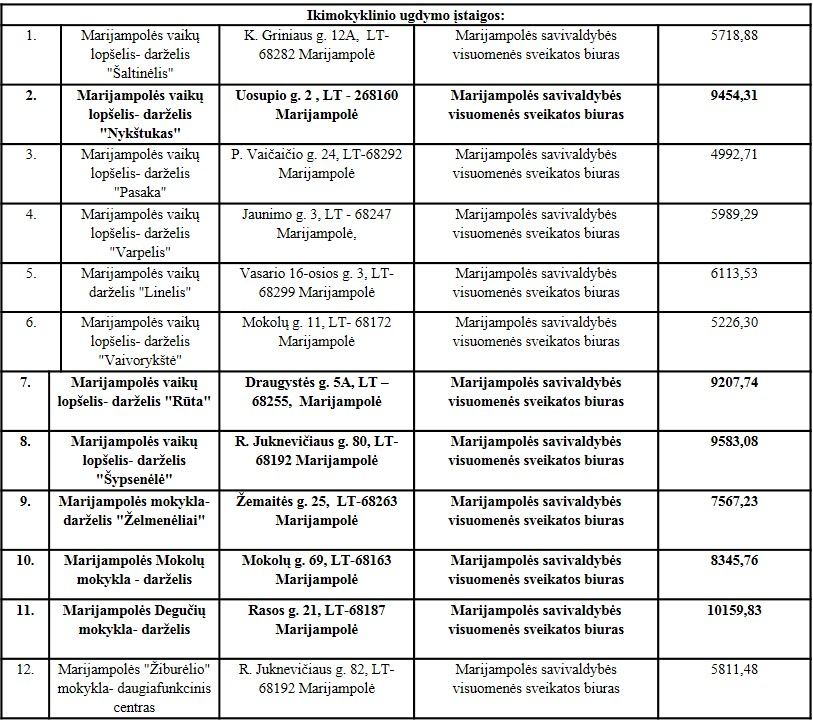 Ikimokyklinio ugdymo įstaigos:
1. Marijampolės vaikų K. Griniaus g. 12A, LT- Marijampolės savivaldybės 5718,88
lopšelis- darželis 68282 Marijampolė visuomenės sveikatos biuras
"Šaltinėlis"
2. Marijampolės vaikų Uosupio g. 2 , LT - 268160 Marijampolė savivaldybės 9454,31
lopšelis- darželis Marijampolė visuomenės sveikatos biuras
"Nykštukas"
3. Marijampolės vaikų P. Vaičaičio g. 24, LT-68292 Marijampolės savivaldybės 4992,71
lopšelis- darželis Marijampolė visuomenės sveikatos biuras
"Pasaka"
4. Marijampolės vaikų Jaunimo g. 3, LT - 68247 Marijampolės savivaldybės 5989,29
lopšelis- darželis Marijampolė, visuomenės sveikatos biuras
"Varpelis"
5. Marijampolės vaikų Vasario 16-osios g. 3, LT- Marijampolės savivaldybės 6113,53
darželis "Linelis" 68299 Marijampolė visuomenės sveikatos biuras
6. Marijampolės vaikų Mokolų g. 11, LT- 68172 Marijampolės savivaldybės 5226,30
lopšelis- darželis Marijampolė visuomenės sveikatos biuras
"Vaivorykštė"
7. Marijampolės vaikų Draugystės g. 5A, LT – Marijampolės savivaldybės 9207,74
lopšelis- darželis "Rūta" 68255, Marijampolė visuomenės sveikatos biuras
8. Marijampolės vaikų R. Juknevičiaus g. 80, LT- Marijampolės savivaldybės 9583,08
lopšelis- darželis 68192 Marijampolė visuomenės sveikatos biuras
"Šypsenėlė"
9. Marijampolės mokykla- Žemaitės g. 25, LT-68263 Marijampolės savivaldybės 7567,23
darželis "Želmenėliai" Marijampolė visuomenės sveikatos biuras
10. Marijampolės Mokolų Mokolų g. 69, LT-68163 Marijampolės savivaldybės 8345,76
mokykla - darželis Marijampolė visuomenės sveikatos biuras
11. Marijampolės Degučių Rasos g. 21, LT-68187 Marijampolės savivaldybės 10159,83
mokykla- darželis Marijampolė visuomenės sveikatos biuras
12. Marijampolės "Žiburėlio" R. Juknevičiaus g. 82, LT- Marijampolės savivaldybės 5811,48
mokykla- daugiafunkcinis 68192 Marijampolė visuomenės sveikatos biuras
centras